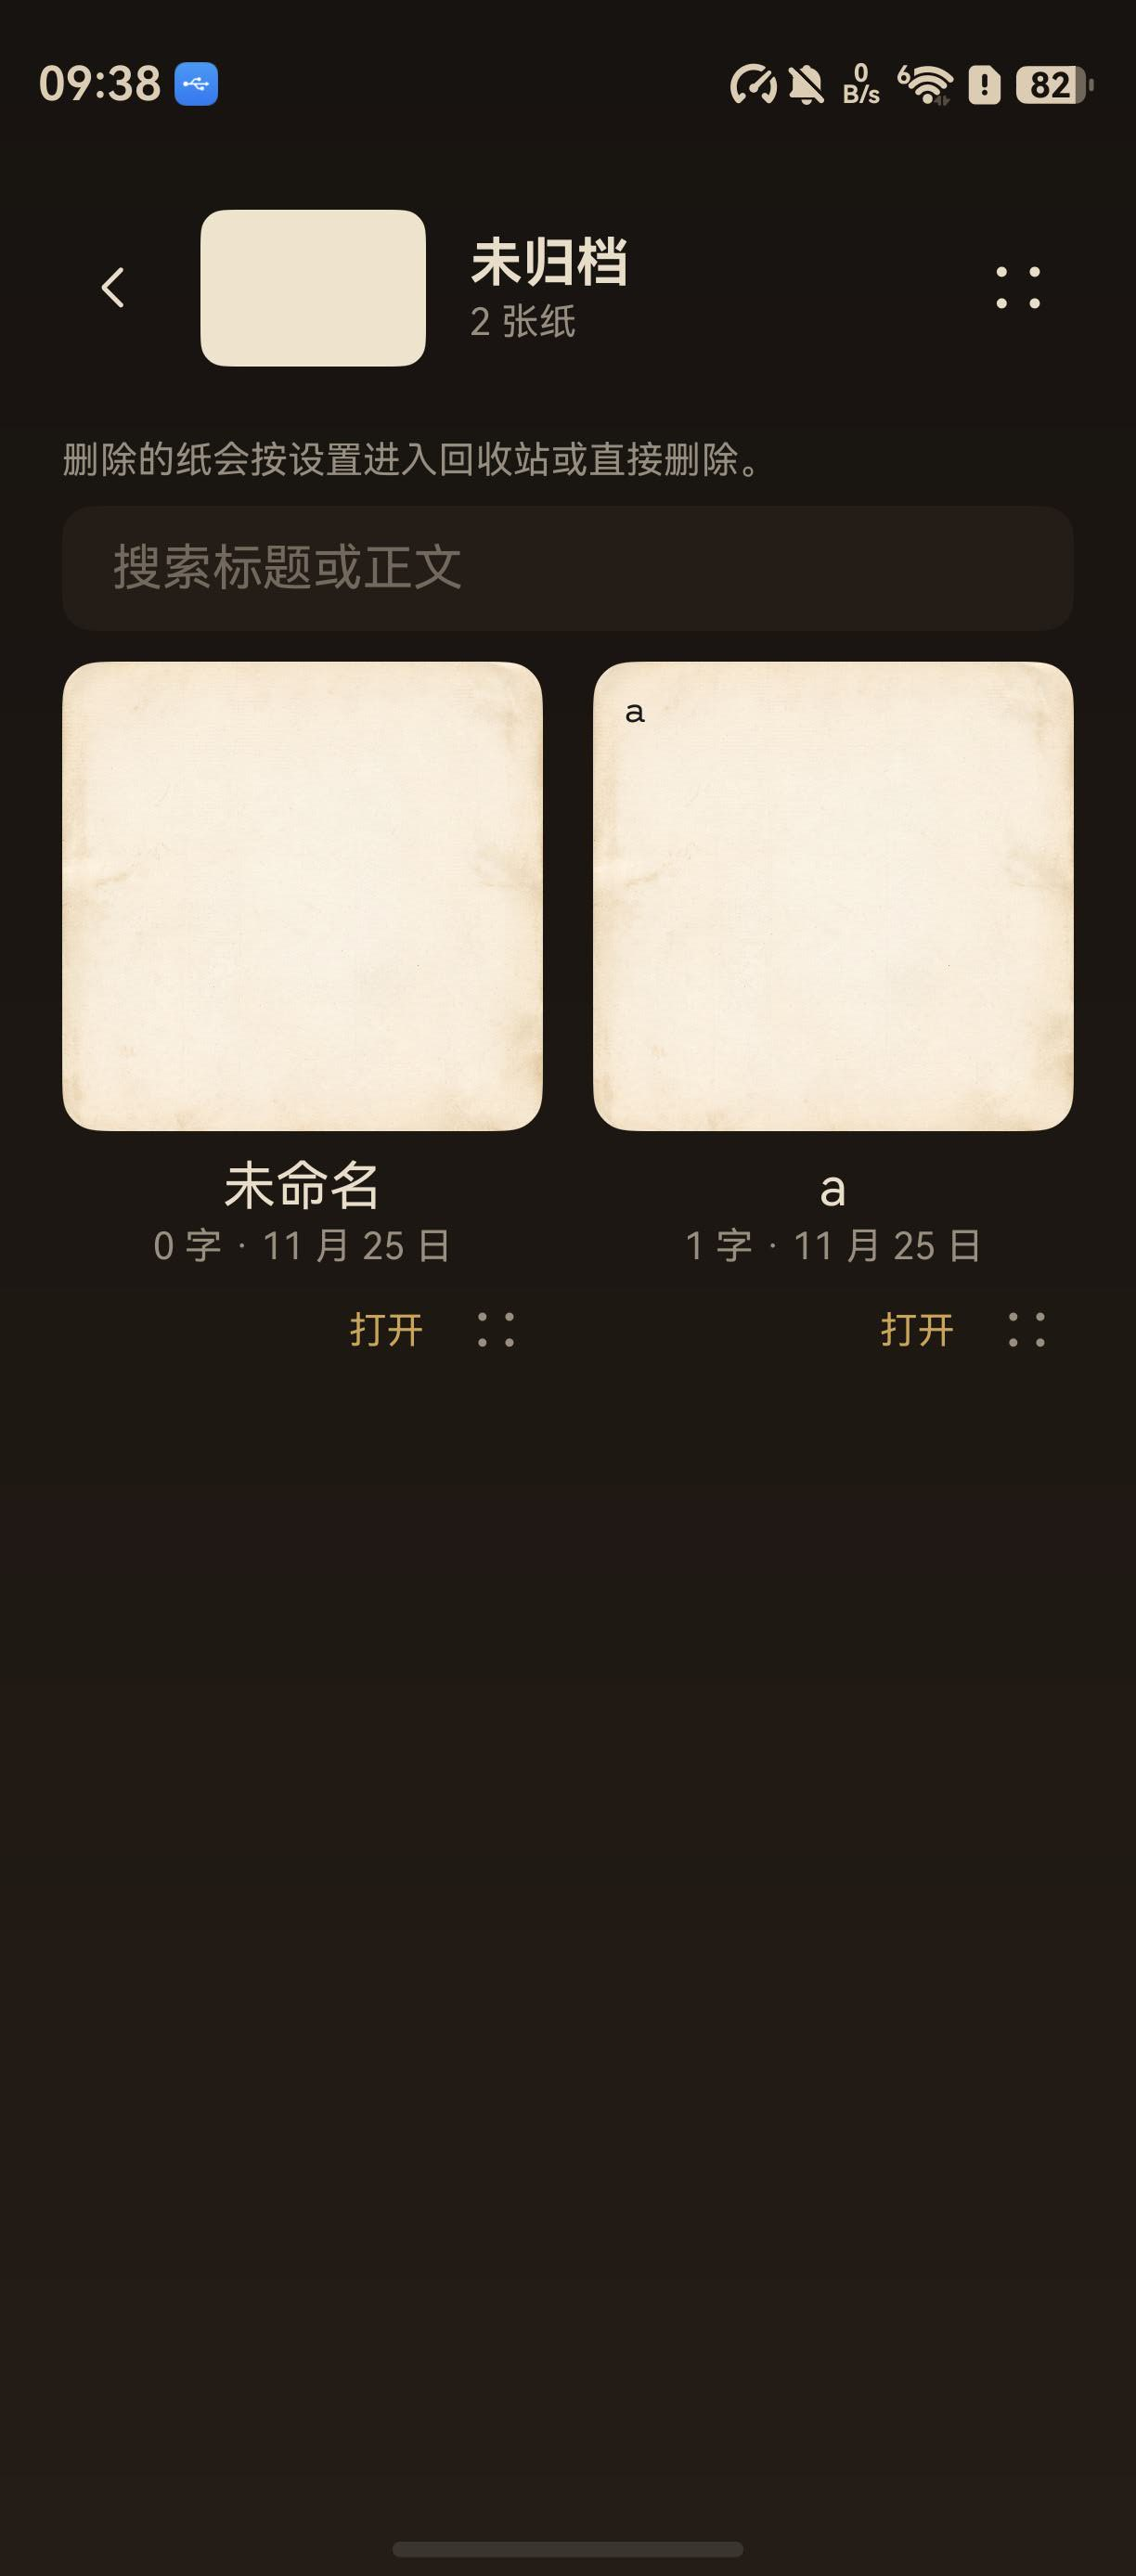 09:38
0
B/s
6
82
未归档
2 张纸
删除的纸会按设置进入回收站或直接删除。
搜索标题或正文
a
未命名
a
0 字 · 11 月 25 日
1 字 · 11 月 25 日
打开
打开